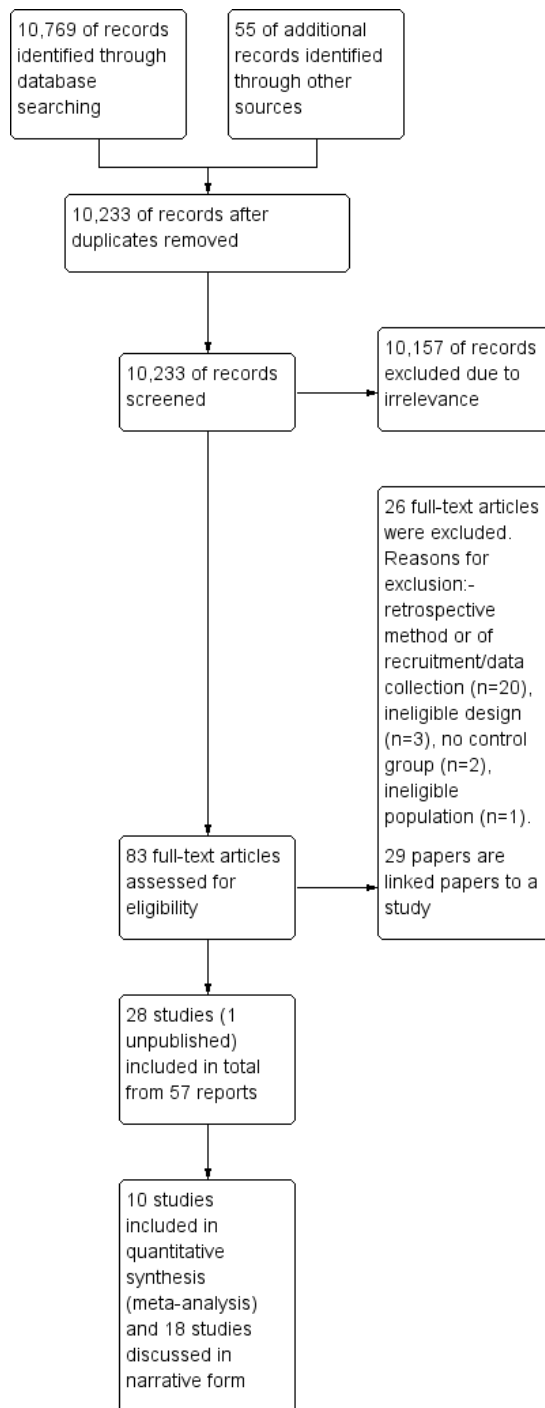 10,769 of records
identified through
database
searching
55 of additional
records identified
through other
sources
10,233 of records after
duplicates removed
10,233 of records
screened
10,157 of records
excluded due to
irrelevance
26 full-text articles
were excluded.
Reasons for
exclusion:-
retrospective
method or of
recruitment/data
collection (n=20),
ineligible design
(n=3), no control
group (n=2),
ineligible
population (n=1).
29 papers are
linked papers to a
study
83 full-text articles
assessed for
eligibility
28 studies (1
unpublished)
included in total
from 57 reports
10 studies
included in
quantitative
synthesis
(meta-analysis)
and 18 studies
discussed in
narrative form